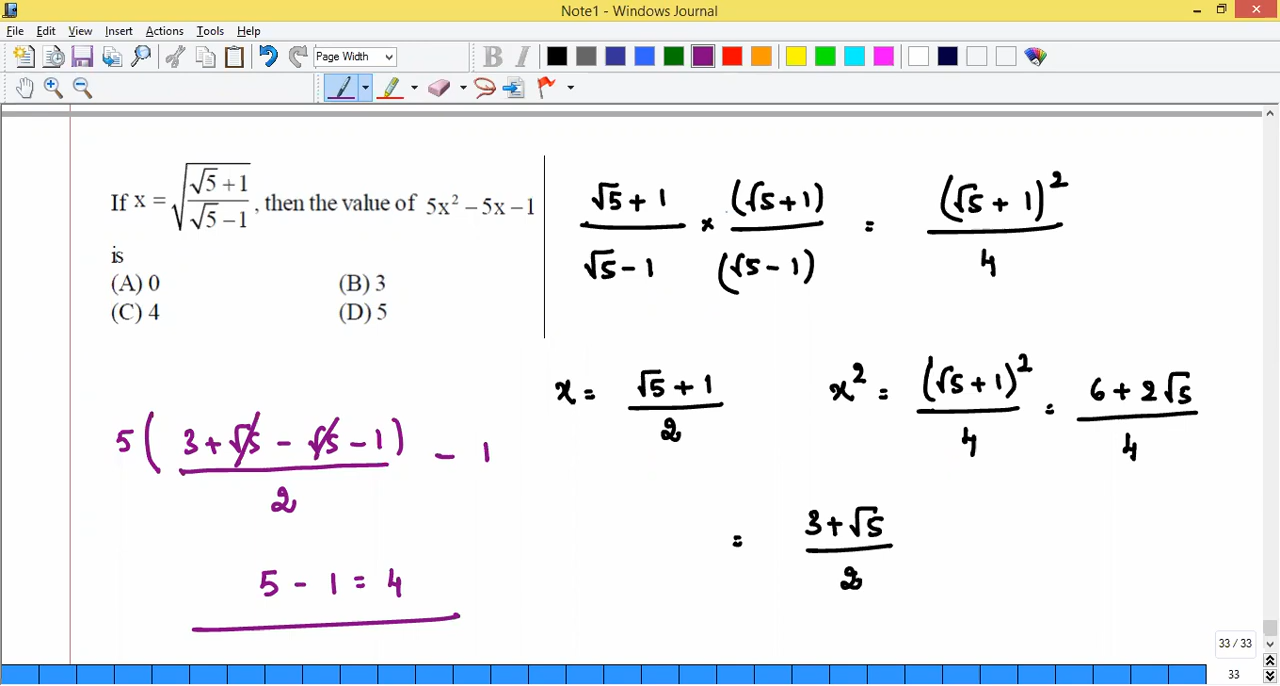 Note1 - Windows Journal
File Edit View Insert Actions Tools Help
Page Width
B I
If x = √((√5 + 1)/(√5 − 1)), then the value of 5x² − 5x − 1
is
(A) 0 (B) 3
(C) 4 (D) 5
(√5 + 1)/(√5 - 1) × (√5 + 1)/(√5 - 1) = (√5 + 1)²/4
x = (√5 + 1)/2 x² = (√5 + 1)²/4 = (6 + 2√5)/4
= (3 + √5)/2
5((3 + √5 - √5 - 1)/2) - 1
5 - 1 = 4
33 / 33
33